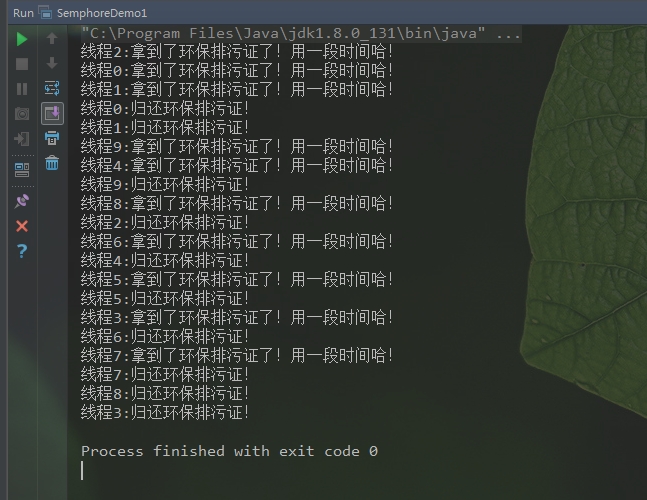 Run SemphoreDemo1
"C:\Program Files\Java\jdk1.8.0_131\bin\java" ...
线程2:拿到了环保排污证了！用一段时间哈！
线程0:拿到了环保排污证了！用一段时间哈！
线程1:拿到了环保排污证了！用一段时间哈！
线程0:归还环保排污证！
线程1:归还环保排污证！
线程9:拿到了环保排污证了！用一段时间哈！
线程4:拿到了环保排污证了！用一段时间哈！
线程9:归还环保排污证！
线程8:拿到了环保排污证了！用一段时间哈！
线程2:归还环保排污证！
线程6:拿到了环保排污证了！用一段时间哈！
线程4:归还环保排污证！
线程5:拿到了环保排污证了！用一段时间哈！
线程5:归还环保排污证！
线程3:拿到了环保排污证了！用一段时间哈！
线程6:归还环保排污证！
线程7:拿到了环保排污证了！用一段时间哈！
线程7:归还环保排污证！
线程8:归还环保排污证！
线程3:归还环保排污证！
Process finished with exit code 0